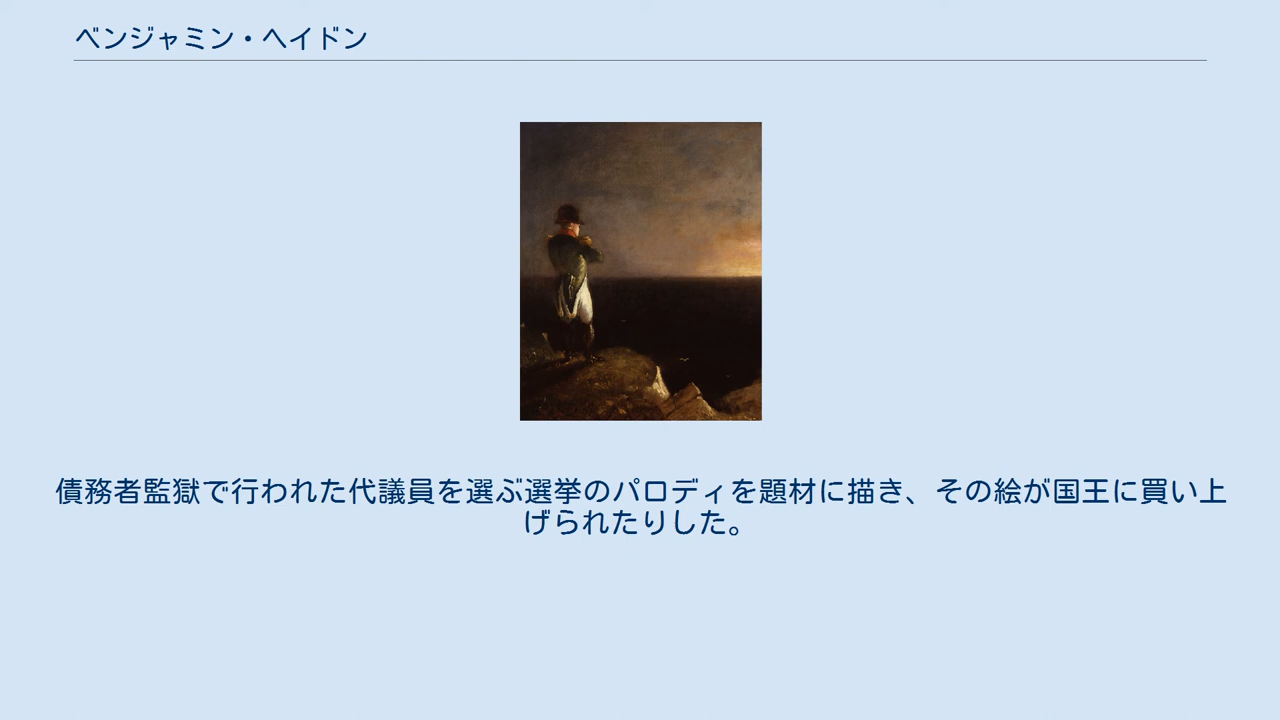 ベンジャミン・ヘイドン
債務者監獄で行われた代議員を選ぶ選挙のパロディを題材に描き、その絵が国王に買い上
げられたりした。